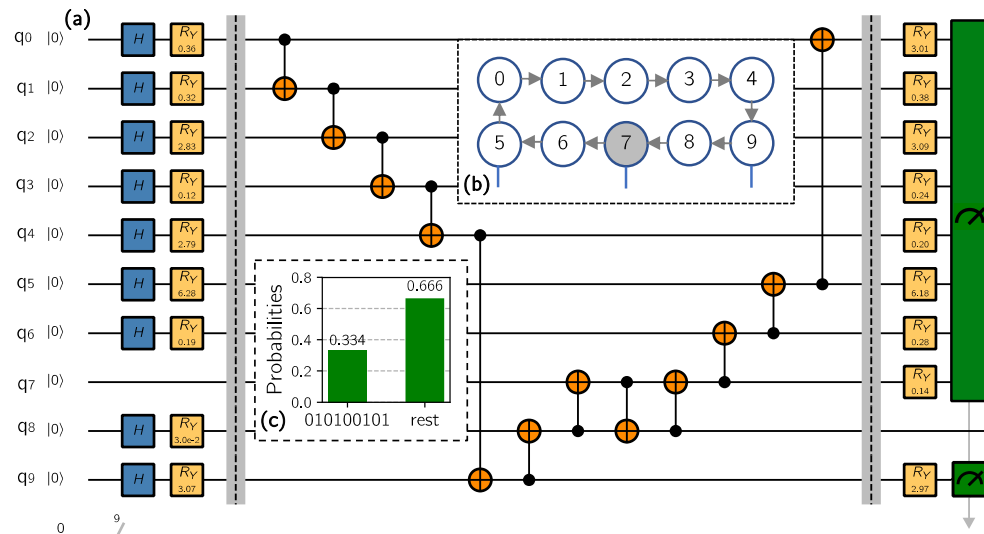 (a)
q0 |0⟩ H RY 0.36 RY 3.01
q1 |0⟩ H RY 0.32 RY 0.38
q2 |0⟩ H RY 2.83 RY 3.09
q3 |0⟩ H RY 0.12 RY 0.24
q4 |0⟩ H RY 2.79 RY 0.20
q5 |0⟩ H RY 6.28 RY 6.18
q6 |0⟩ H RY 0.19 RY 0.28
q7 |0⟩ RY 0.14
q8 |0⟩ H RY 3.0e-2
q9 |0⟩ H RY 3.07 RY 2.97
0 9/
0 1 2 3 4
5 6 7 8 9
(b)
Probabilities
0.8
0.6
0.4
0.2
0.0
0.334
0.666
010100101 rest
(c)